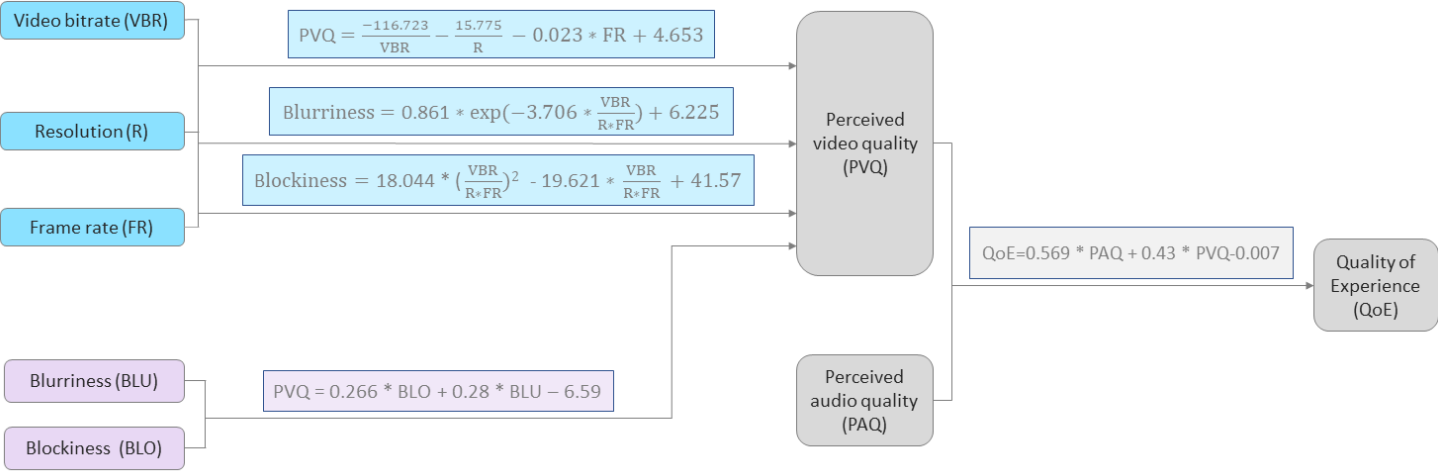 Video bitrate (VBR)
PVQ = −116.723/VBR − 15.775/R − 0.023 ∗ FR + 4.653
Resolution (R)
Blurriness = 0.861 ∗ exp(−3.706 ∗ VBR/R∗FR) + 6.225
Blockiness = 18.044 * (VBR/R∗FR)² - 19.621 ∗ VBR/R∗FR + 41.57
Frame rate (FR)
Perceived
video quality
(PVQ)
QoE=0.569 * PAQ + 0.43 * PVQ-0.007
Quality of
Experience
(QoE)
Blurriness (BLU)
PVQ = 0.266 * BLO + 0.28 * BLU – 6.59
Blockiness (BLO)
Perceived
audio quality
(PAQ)